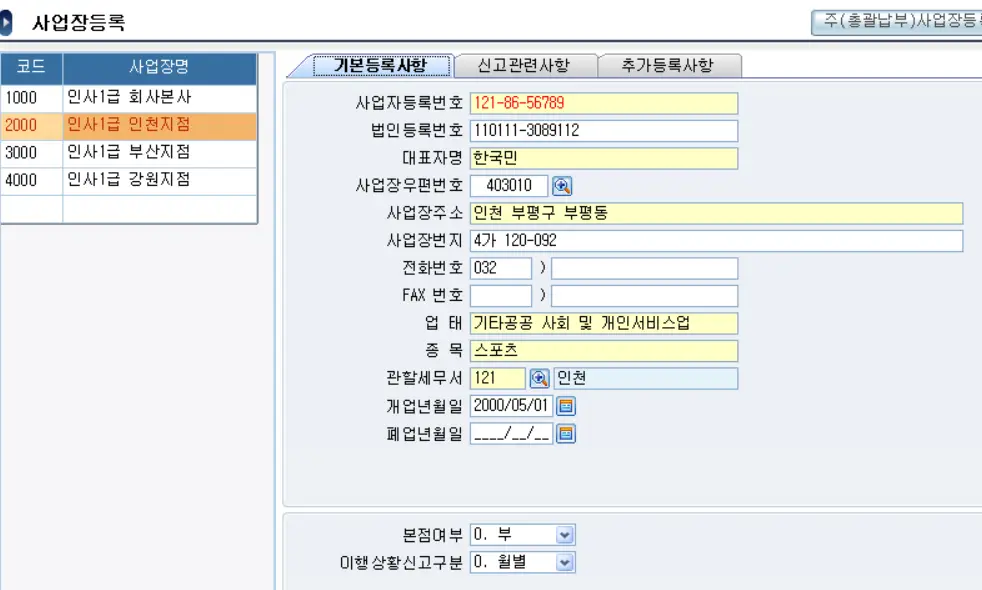 사업장등록
주(총괄납부)사업장등록
코드 사업장명
1000 인사1급 회사본사
2000 인사1급 인천지점
3000 인사1급 부산지점
4000 인사1급 강원지점
기본등록사항 신고관련사항 추가등록사항
사업자등록번호 121-86-56789
법인등록번호 110111-3089112
대표자명 한국민
사업장우편번호 403010
사업장주소 인천 부평구 부평동
사업장번지 4가 120-092
전화번호 032 )
FAX 번호 )
업 태 기타공공 사회 및 개인서비스업
종 목 스포츠
관할세무서 121 인천
개업년월일 2000/05/01
폐업년월일 ____/__/__
본점여부 0. 부
이행상황신고구분 0. 월별